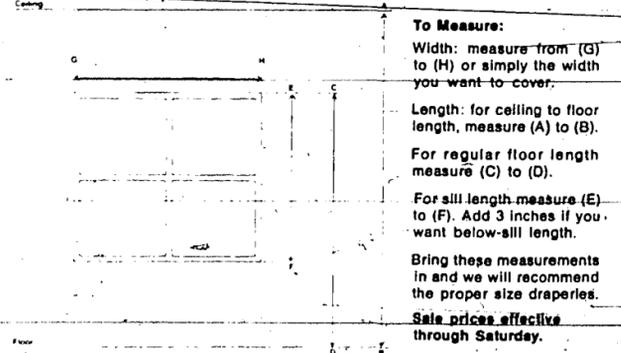 Ceiling
A
G H
E C
F
Floor
D B
To Measure:
Width: measure from (G)
to (H) or simply the width
you want to cover.
Length: for ceiling to floor
length, measure (A) to (B).
For regular floor length
measure (C) to (D).
For sill length measure (E)
to (F). Add 3 inches if you
want below-sill length.
Bring these measurements
in and we will recommend
the proper size draperies.
Sale prices effective
through Saturday.